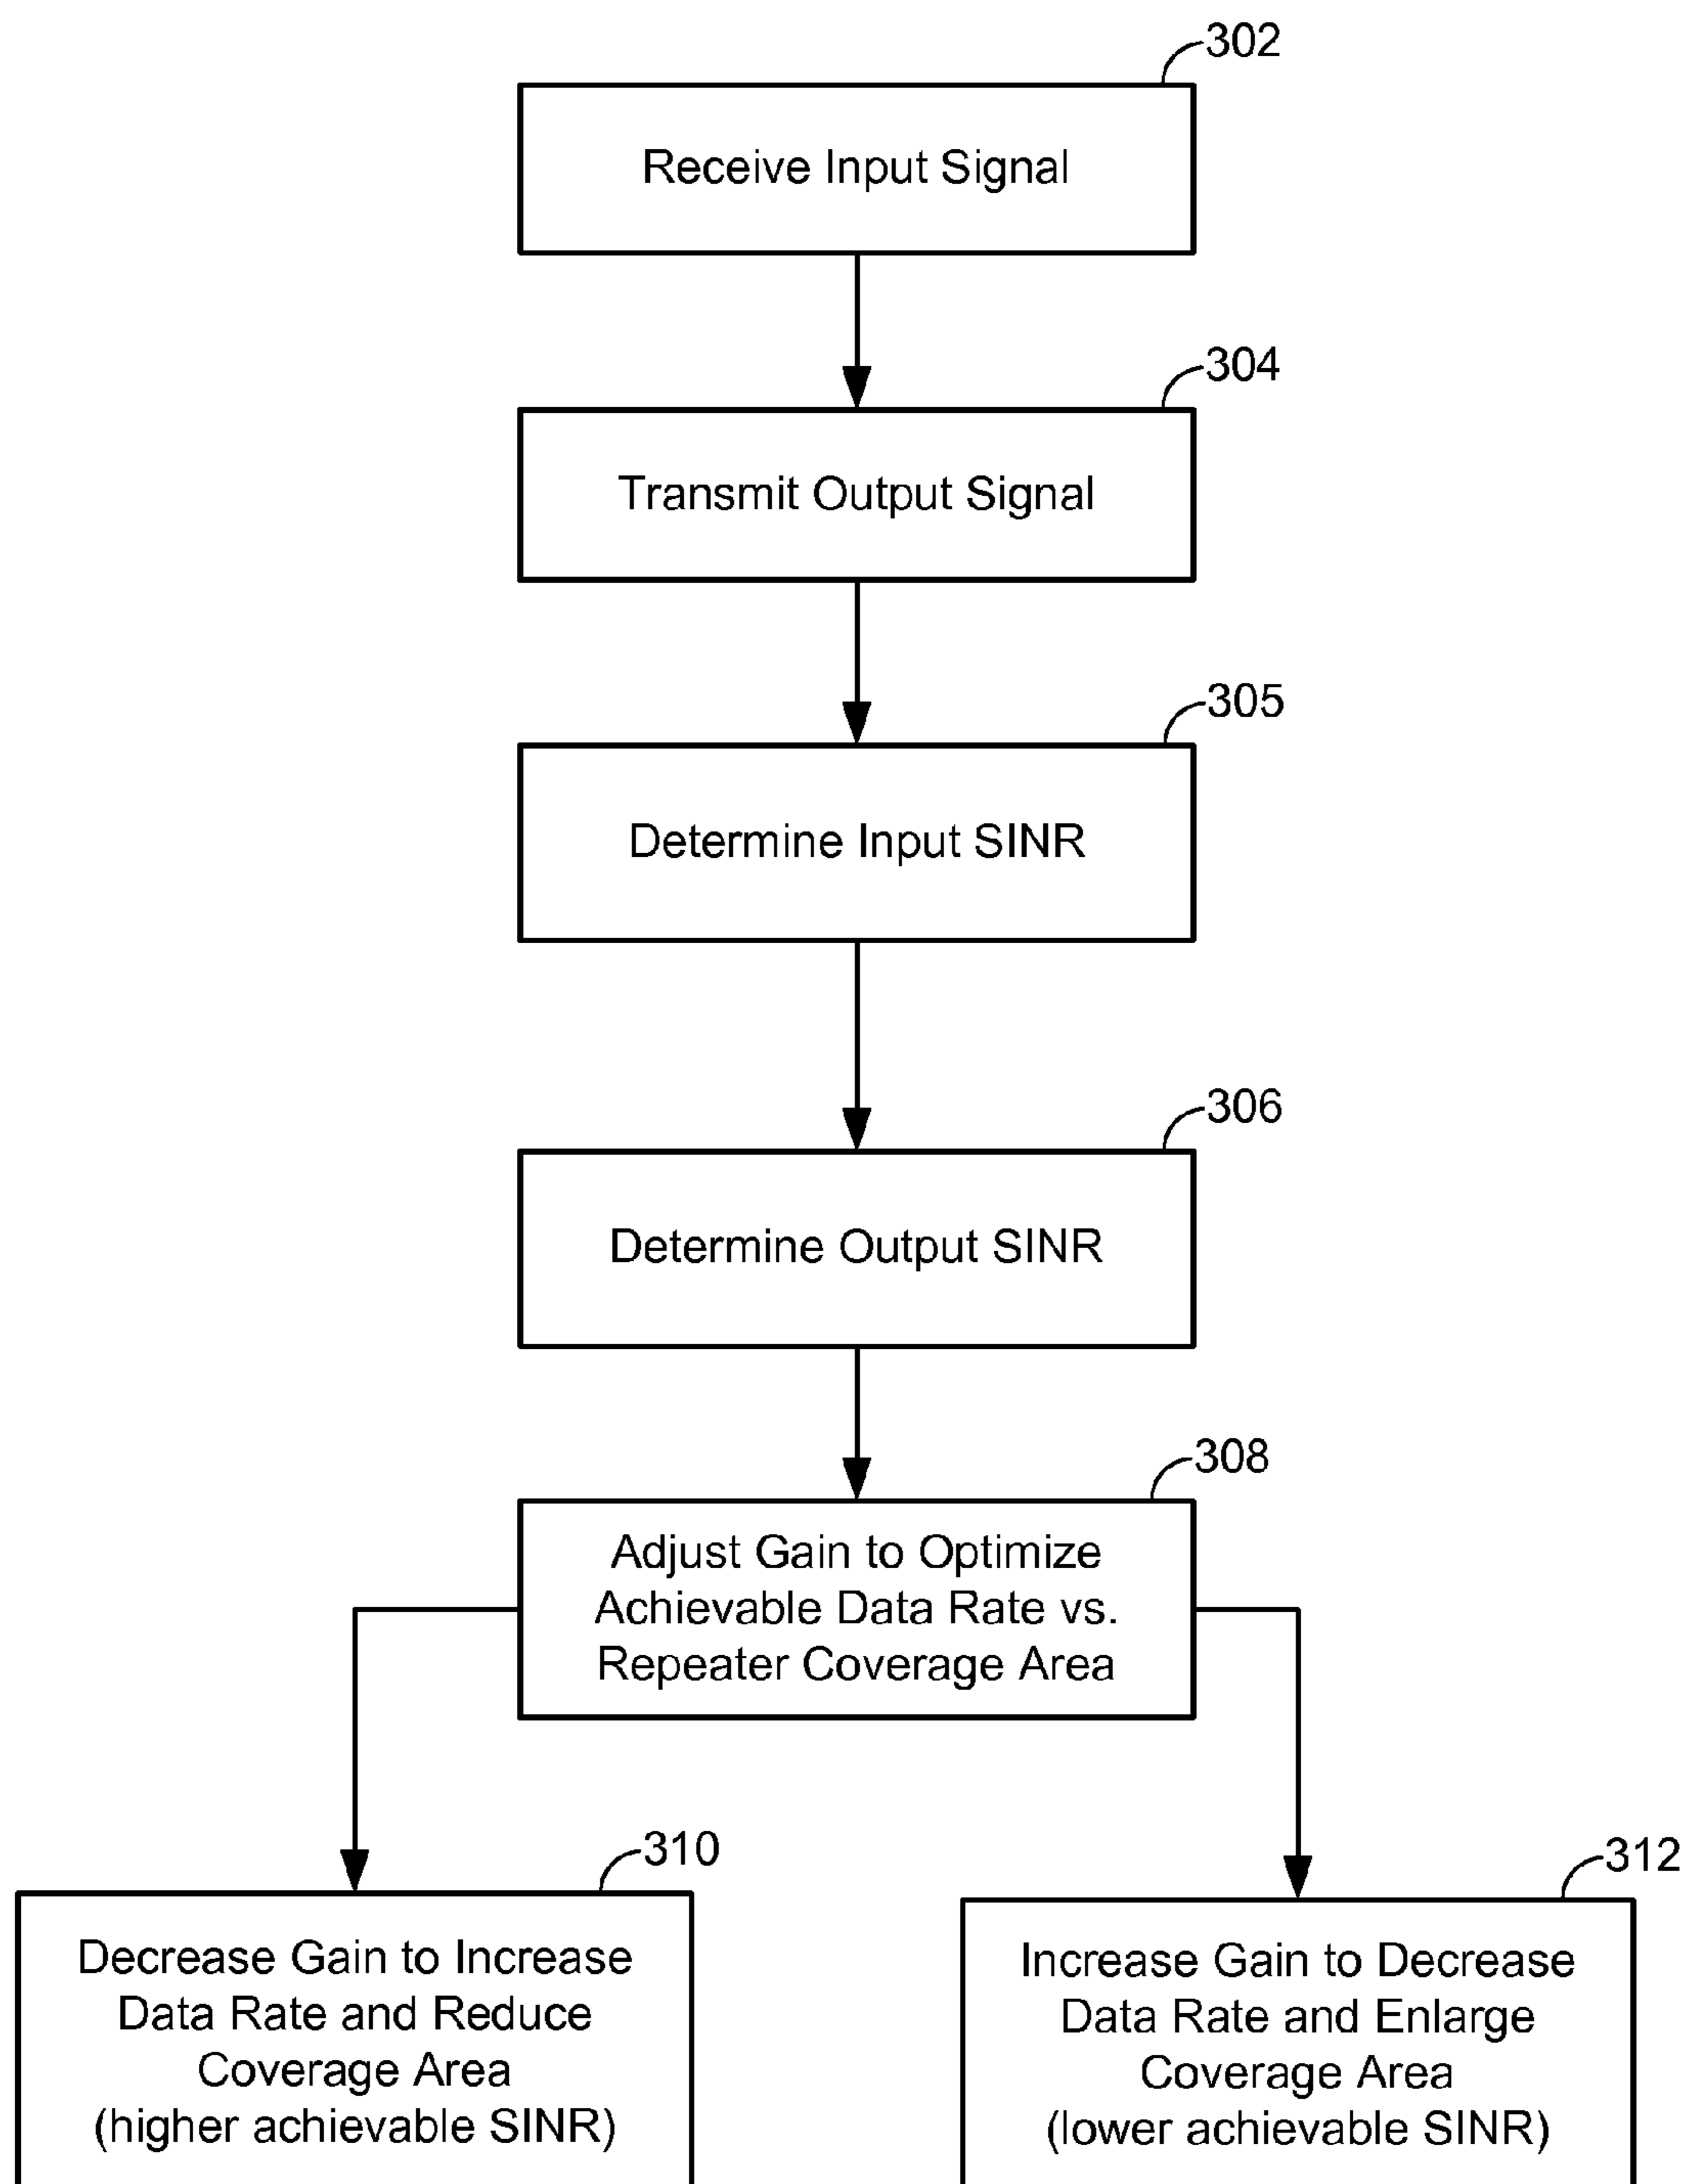 302
Receive Input Signal
304
Transmit Output Signal
305
Determine Input SINR
306
Determine Output SINR
308
Adjust Gain to Optimize
Achievable Data Rate vs.
Repeater Coverage Area
310
Decrease Gain to Increase
Data Rate and Reduce
Coverage Area
(higher achievable SINR)
312
Increase Gain to Decrease
Data Rate and Enlarge
Coverage Area
(lower achievable SINR)